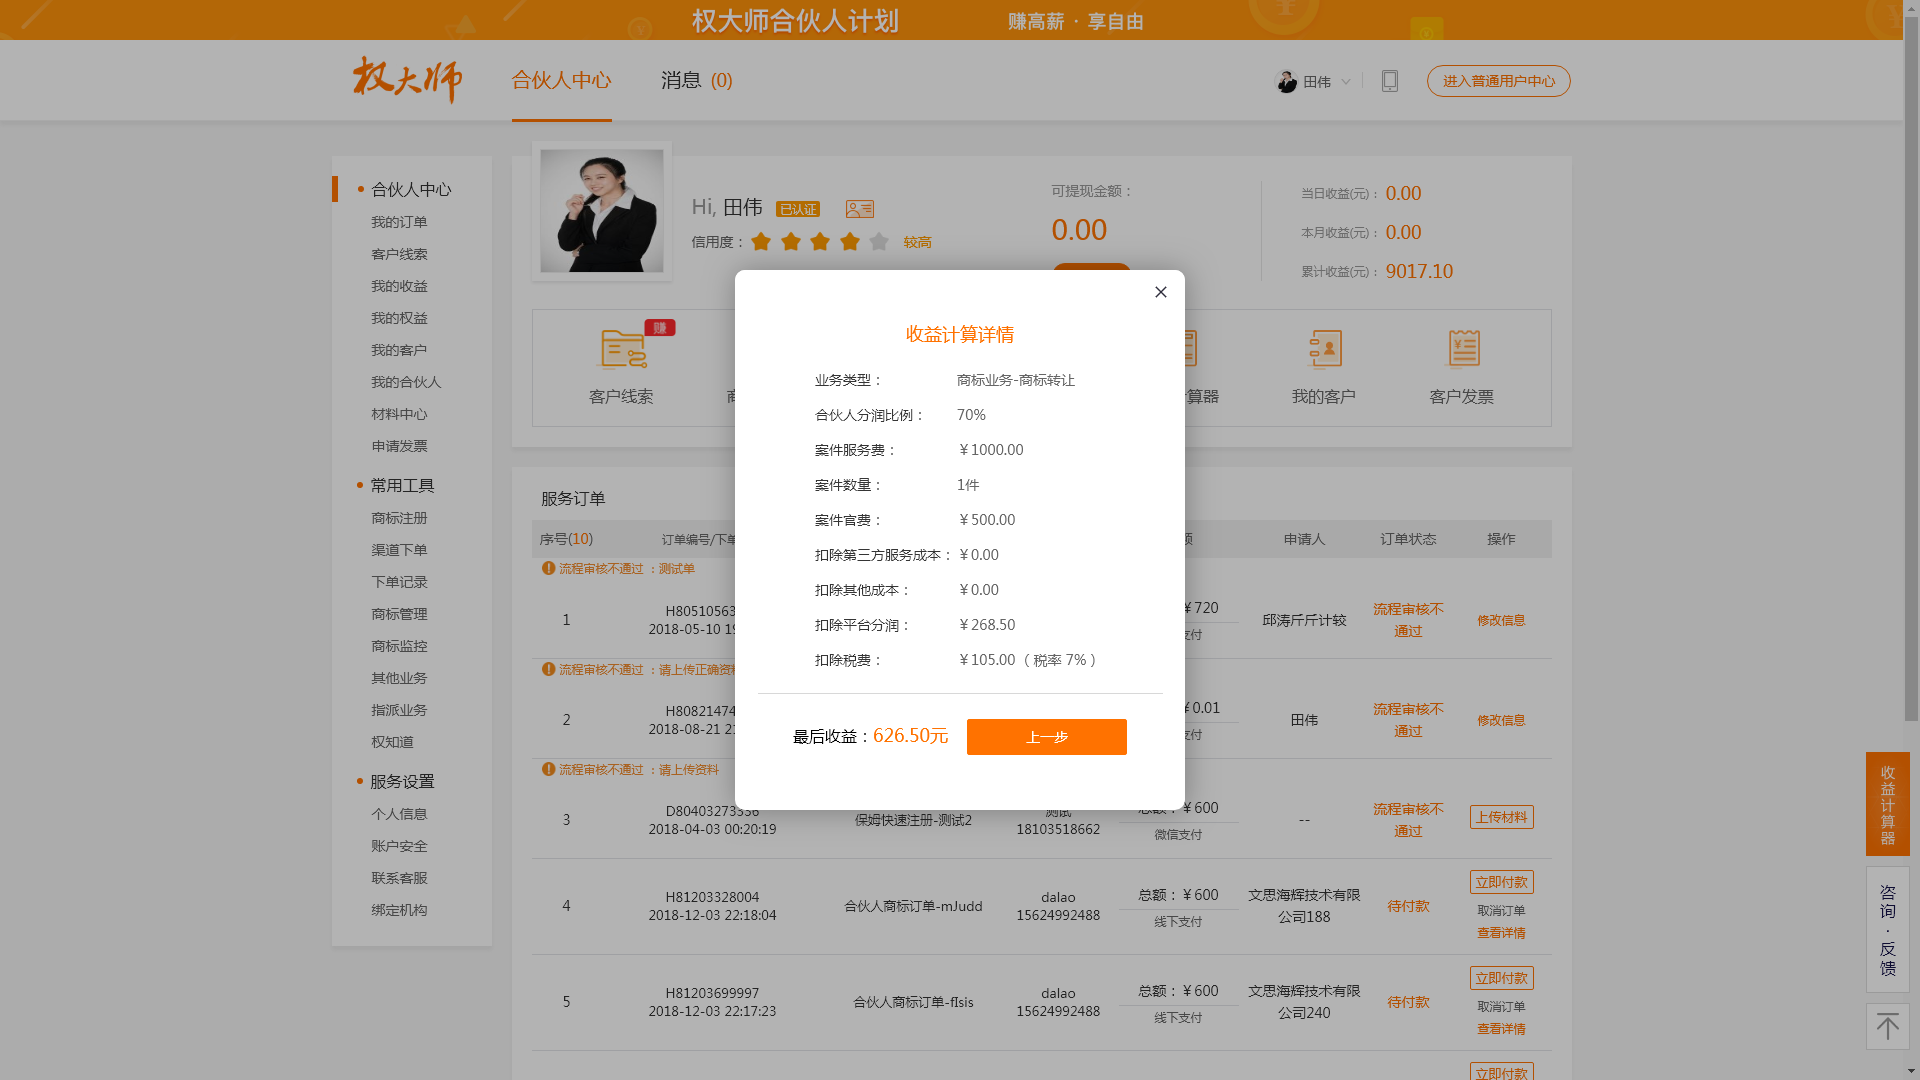 权大师合伙人计划 赚高薪 · 享自由
权大师
合伙人中心
消息 (0)
田伟
进入普通用户中心
合伙人中心
我的订单
客户线索
我的收益
我的权益
我的客户
我的合伙人
材料中心
申请发票
常用工具
商标注册
渠道下单
下单记录
商标管理
商标监控
其他业务
指派业务
权知道
服务设置
个人信息
账户安全
联系客服
绑定机构
Hi, 田伟 已认证
信用度： 较高
可提现金额：
0.00
当日收益(元)： 0.00
本月收益(元)： 0.00
累计收益(元)： 9017.10
赚
客户线索
算器
我的客户
客户发票
收益计算详情
业务类型： 商标业务-商标转让
合伙人分润比例： 70%
案件服务费： ￥1000.00
案件数量： 1件
案件官费： ￥500.00
扣除第三方服务成本： ￥0.00
扣除其他成本： ￥0.00
扣除平台分润： ￥268.50
扣除税费： ￥105.00（ 税率 7% ）
最后收益：626.50元
上一步
服务订单
序号(10) 订单编号/下单 申请人 订单状态 操作
流程审核不通过 ：测试单
1
H80510563
2018-05-10 19
￥720
支付
邱涛斤斤计较
流程审核不
通过
修改信息
流程审核不通过 ：请上传正确资料
2
H80821474
2018-08-21 21
￥0.01
支付
田伟
流程审核不
通过
修改信息
流程审核不通过 ：请上传资料
3
D80403273336
2018-04-03 00:20:19
保姆快速注册-测试2
测试
18103518662
总额：￥600
微信支付
--
流程审核不
通过
上传材料
4
H81203328004
2018-12-03 22:18:04
合伙人商标订单-mJudd
dalao
15624992488
总额：￥600
线下支付
文思海辉技术有限
公司188
待付款
立即付款
取消订单
查看详情
5
H81203699997
2018-12-03 22:17:23
合伙人商标订单-fIsis
dalao
15624992488
总额：￥600
线下支付
文思海辉技术有限
公司240
待付款
立即付款
取消订单
查看详情
立即付款
收益计算器
咨询·反馈